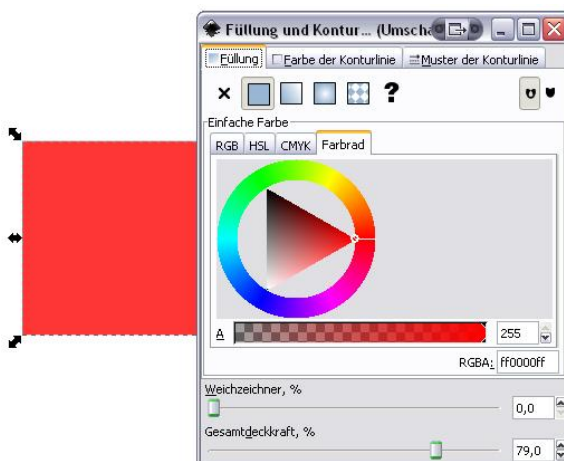 Füllung und Kontur... (Umscha
Füllung Farbe der Konturlinie Muster der Konturlinie
?
Einfache Farbe
RGB HSL CMYK Farbrad
A 255
RGBA: ff0000ff
Weichzeichner, %
0,0
Gesamtdeckkraft, %
79,0